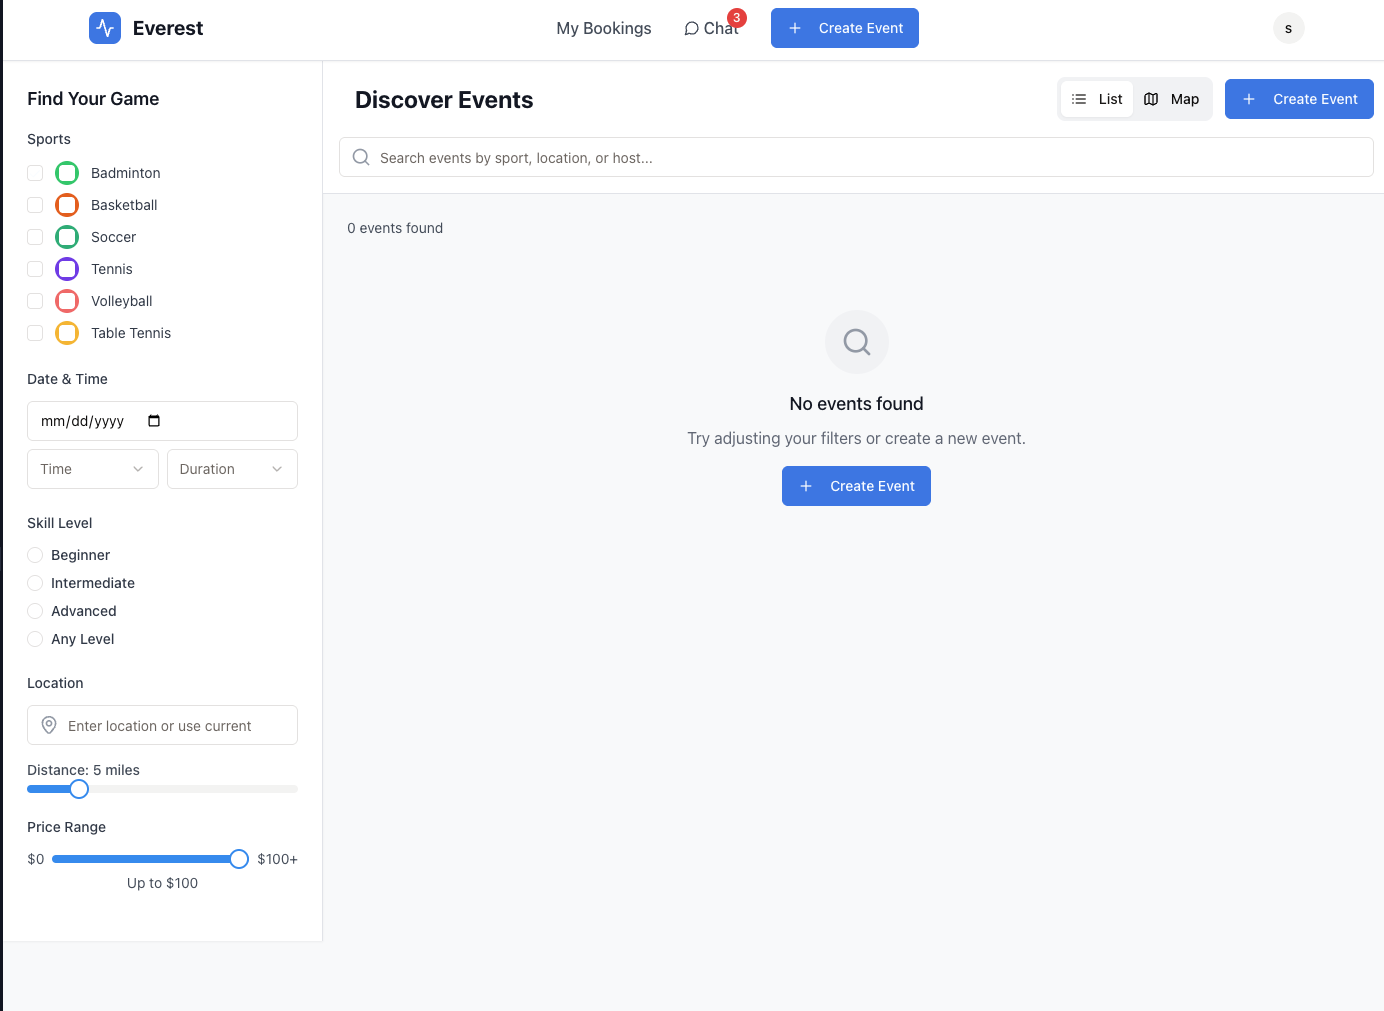 Everest
My Bookings
Chat
3
Create Event
s
Find Your Game
Sports
Badminton
Basketball
Soccer
Tennis
Volleyball
Table Tennis
Date & Time
mm/dd/yyyy
Time
Duration
Skill Level
Beginner
Intermediate
Advanced
Any Level
Location
Enter location or use current
Distance: 5 miles
Price Range
$0
$100+
Up to $100
Discover Events
List
Map
Create Event
Search events by sport, location, or host...
0 events found
No events found
Try adjusting your filters or create a new event.
Create Event